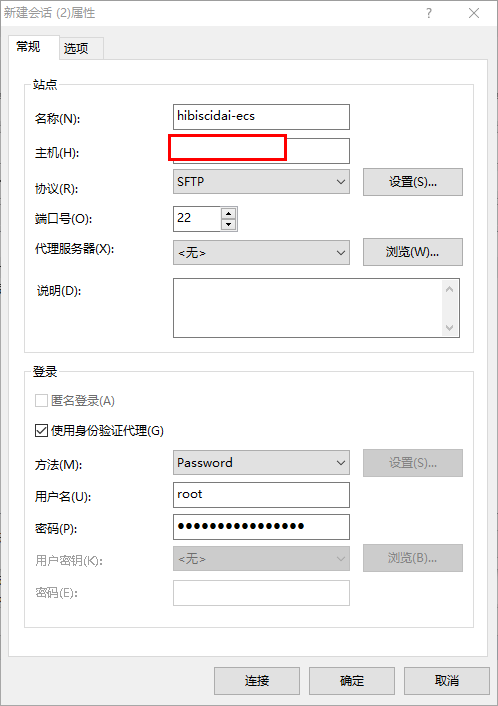 新建会话 (2)属性
?
常规 选项
站点
名称(N): hibiscidai-ecs
主机(H):
协议(R): SFTP 设置(S)...
端口号(O): 22
代理服务器(X): <无> 浏览(W)...
说明(D):
登录
匿名登录(A)
使用身份验证代理(G)
方法(M): Password 设置(S)...
用户名(U): root
密码(P): ●●●●●●●●●●●●●●●●
用户密钥(K): <无> 浏览(B)...
密码(E):
连接 确定 取消